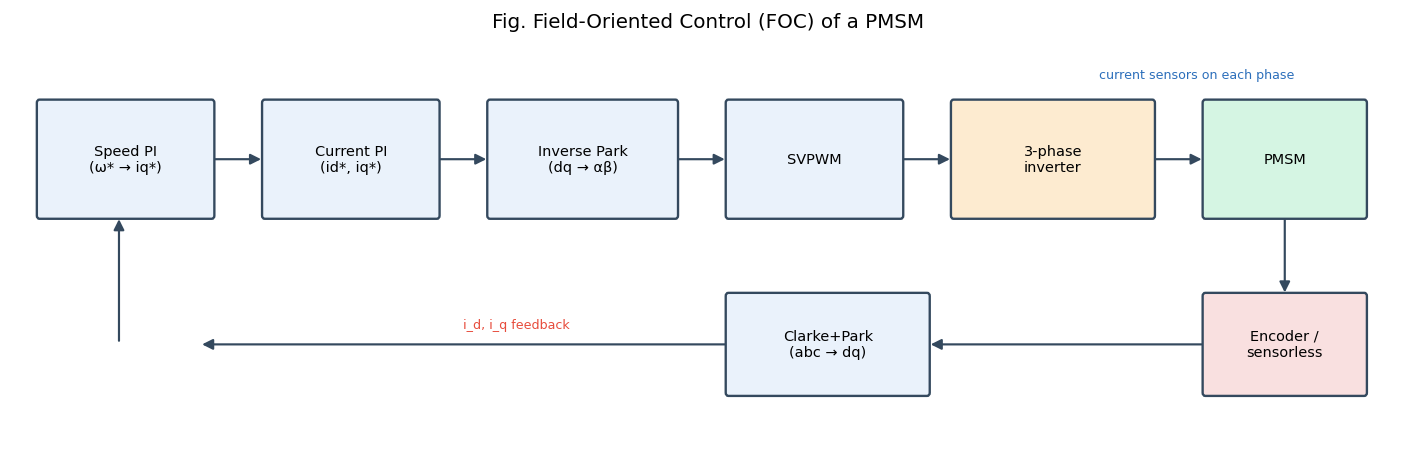 Fig. Field-Oriented Control (FOC) of a PMSM
current sensors on each phase
Speed PI
(ω* → iq*)
Current PI
(id*, iq*)
Inverse Park
(dq → αβ)
SVPWM
3-phase
inverter
PMSM
i_d, i_q feedback
Clarke+Park
(abc → dq)
Encoder /
sensorless